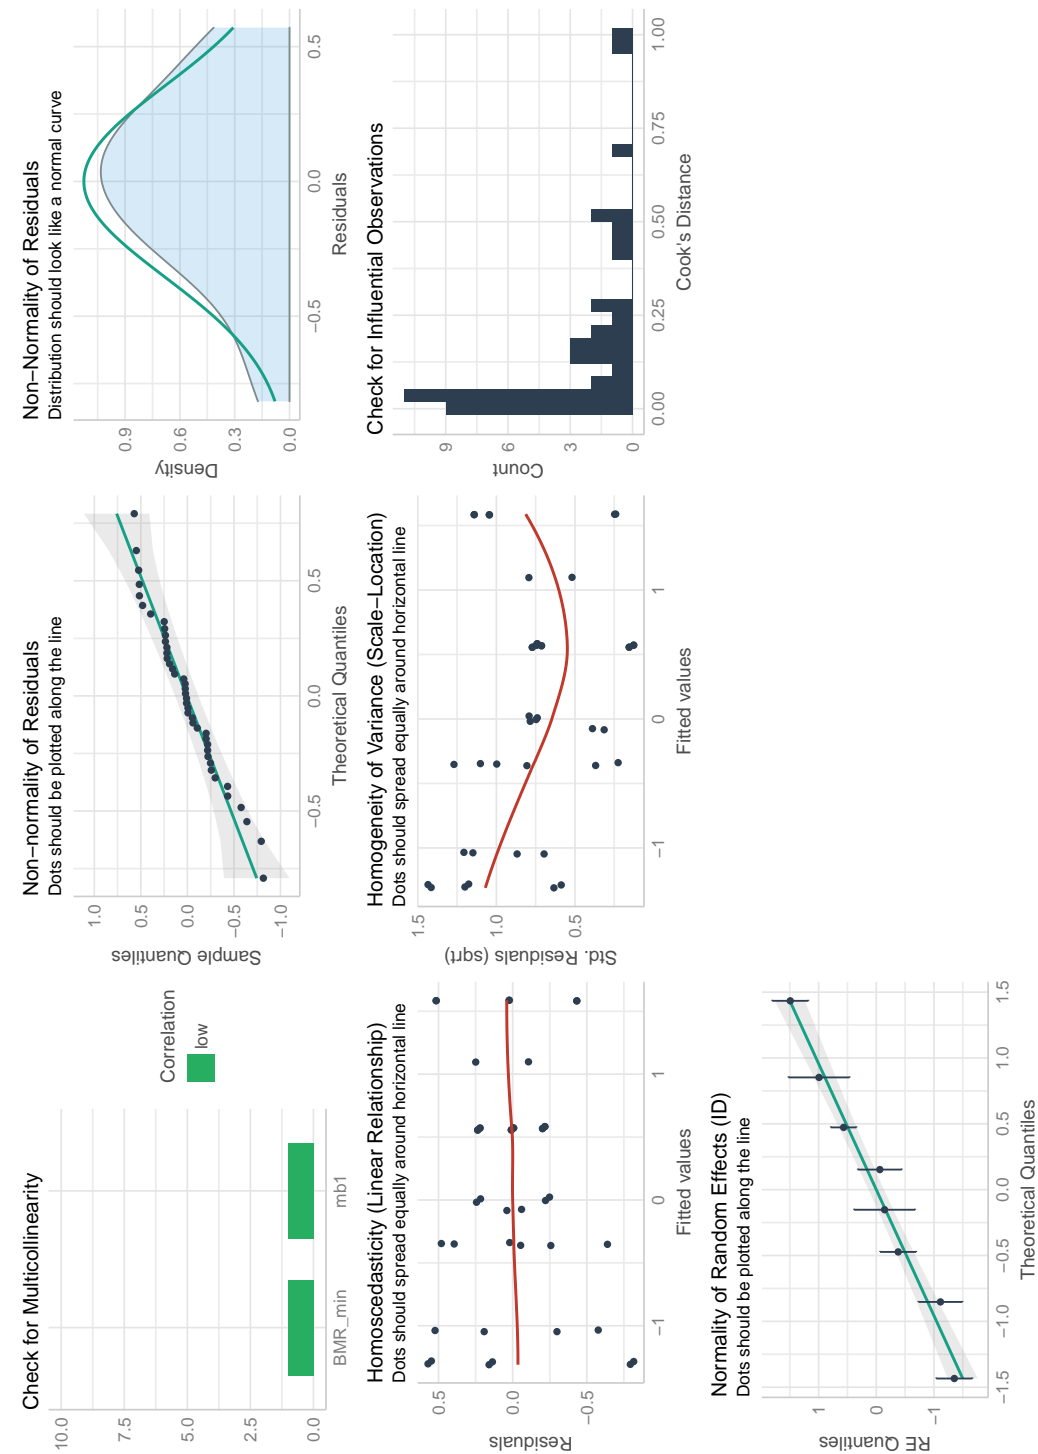 Check for Multicollinearity
10.0
7.5
5.0
2.5
0.0
BMR_min
mb1
Correlation
low
Non−normality of Residuals
Dots should be plotted along the line
Sample Quantiles
1.0
0.5
0.0
−0.5
−1.0
−0.5
0.0
0.5
Theoretical Quantiles
Non−Normality of Residuals
Distribution should look like a normal curve
Density
0.9
0.6
0.3
0.0
−0.5
0.0
0.5
Residuals
Homoscedasticity (Linear Relationship)
Dots should spread equally around horizontal line
Residuals
0.5
0.0
−0.5
−1
0
1
Fitted values
Homogeneity of Variance (Scale−Location)
Dots should spread equally around horizontal line
Std. Residuals (sqrt)
1.5
1.0
0.5
−1
0
1
Fitted values
Check for Influential Observations
Count
9
6
3
0
0.00
0.25
0.50
0.75
1.00
Cook's Distance
Normality of Random Effects (ID)
Dots should be plotted along the line
RE Quantiles
1
0
−1
−1.5
−1.0
−0.5
0.0
0.5
1.0
1.5
Theoretical Quantiles